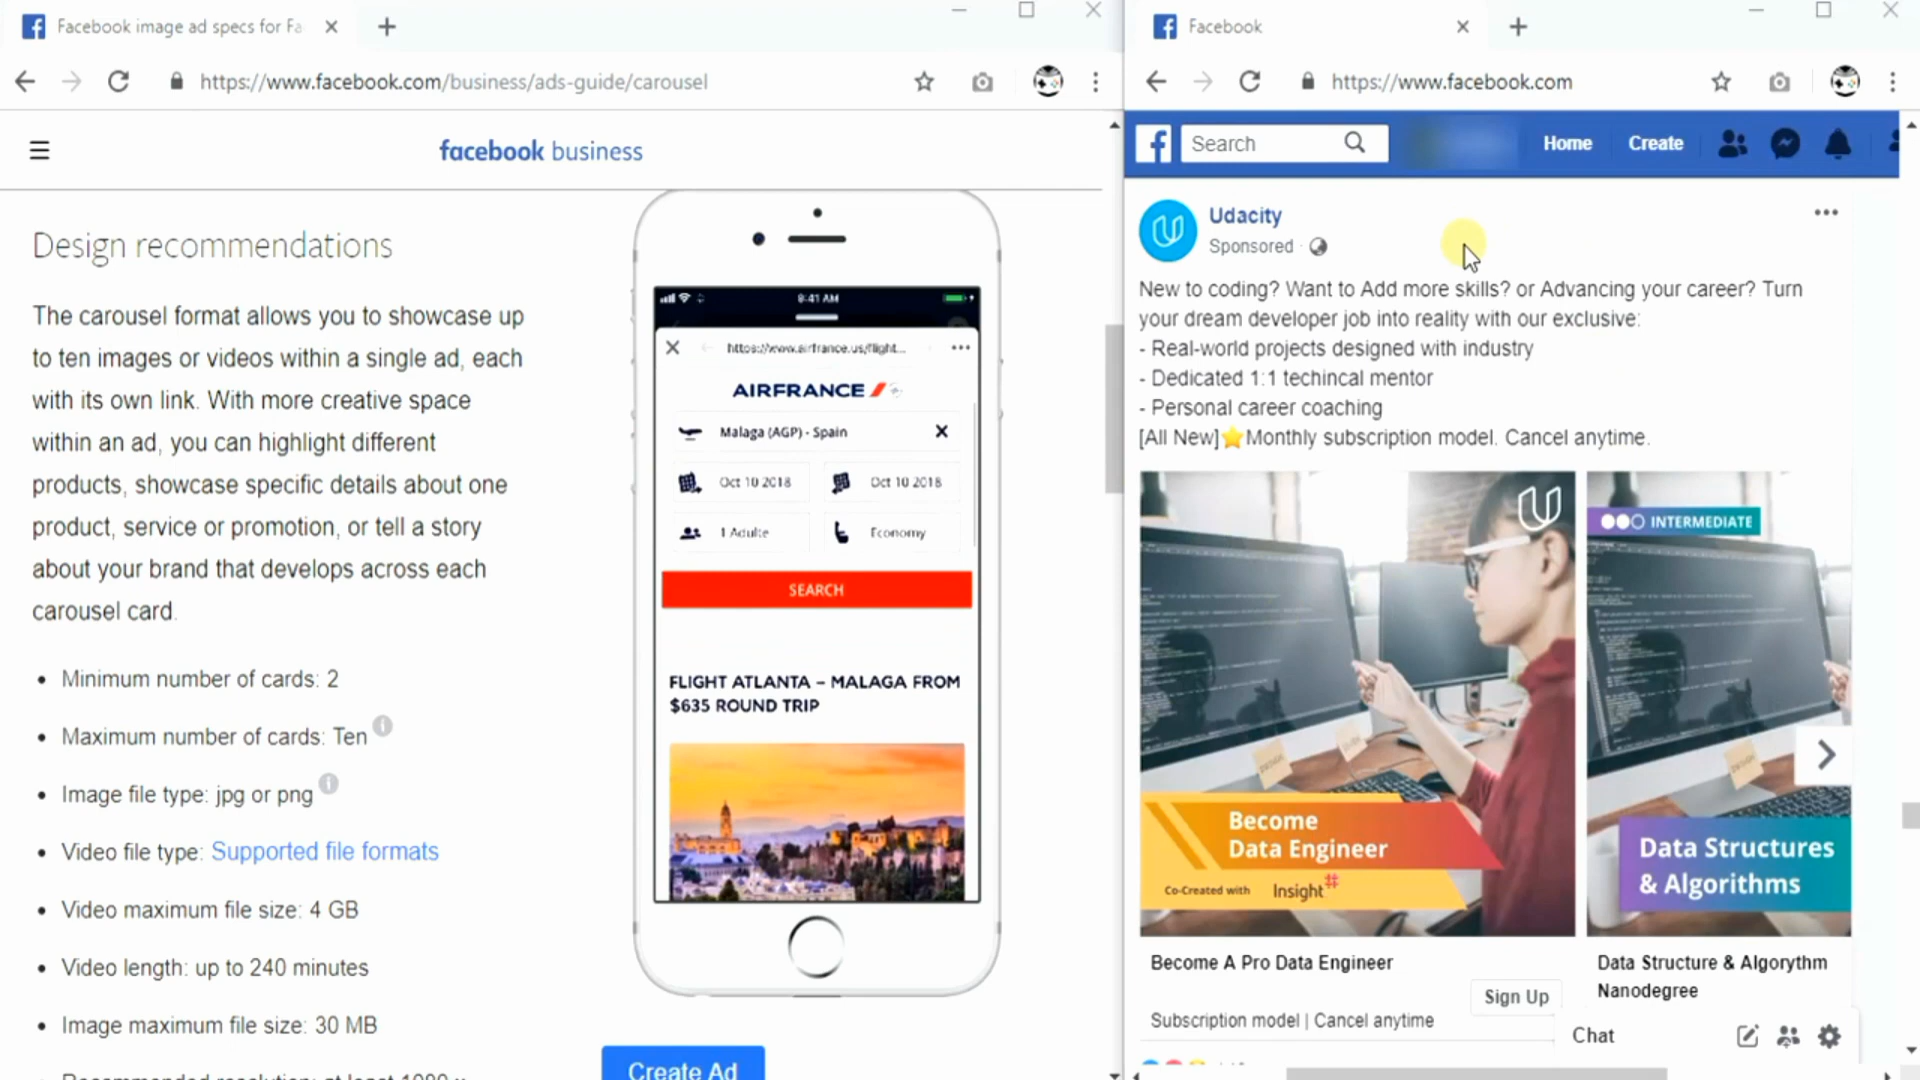 Facebook image ad specs for Fa
https://www.facebook.com/business/ads-guide/carousel
facebook business
Design recommendations
The carousel format allows you to showcase up
to ten images or videos within a single ad, each
with its own link. With more creative space
within an ad, you can highlight different
products, showcase specific details about one
product, service or promotion, or tell a story
about your brand that develops across each
carousel card.
• Minimum number of cards: 2
• Maximum number of cards: Ten
• Image file type: jpg or png
• Video file type: Supported file formats
• Video maximum file size: 4 GB
• Video length: up to 240 minutes
• Image maximum file size: 30 MB
9:41 AM
https://www.airfrance.us/flight...
AIRFRANCE
Malaga (AGP) - Spain
Oct 10 2018
Oct 10 2018
1 Adulte
Economy
SEARCH
FLIGHT ATLANTA – MALAGA FROM
$635 ROUND TRIP
Create Ad
Facebook
https://www.facebook.com
Search
Home
Create
Udacity
Sponsored
New to coding? Want to Add more skills? or Advancing your career? Turn
your dream developer job into reality with our exclusive:
- Real-world projects designed with industry
- Dedicated 1:1 techincal mentor
- Personal career coaching
[All New]⭐Monthly subscription model. Cancel anytime.
Become
Data Engineer
Co-Created with Insight
INTERMEDIATE
Data Structures
& Algorithms
Become A Pro Data Engineer
Sign Up
Subscription model | Cancel anytime
Data Structure & Algorythm
Nanodegree
Chat